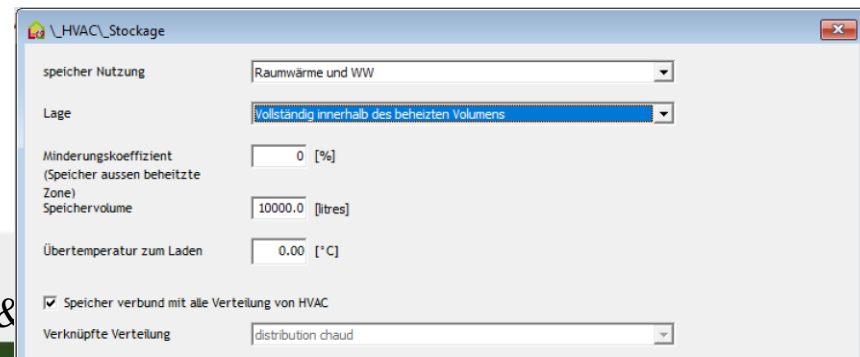 \_HVAC\_Stockage
speicher Nutzung Raumwärme und WW
Lage Vollständig innerhalb des beheizten Volumens
Minderungskoeffizient 0 [%]
(Speicher aussen beheitzte
Zone)
Speichervolume 10000.0 [litres]
Übertemperatur zum Laden 0.00 [°C]
Speicher verbund mit alle Verteilung von HVAC
&
Verknüpfte Verteilung distribution chaud